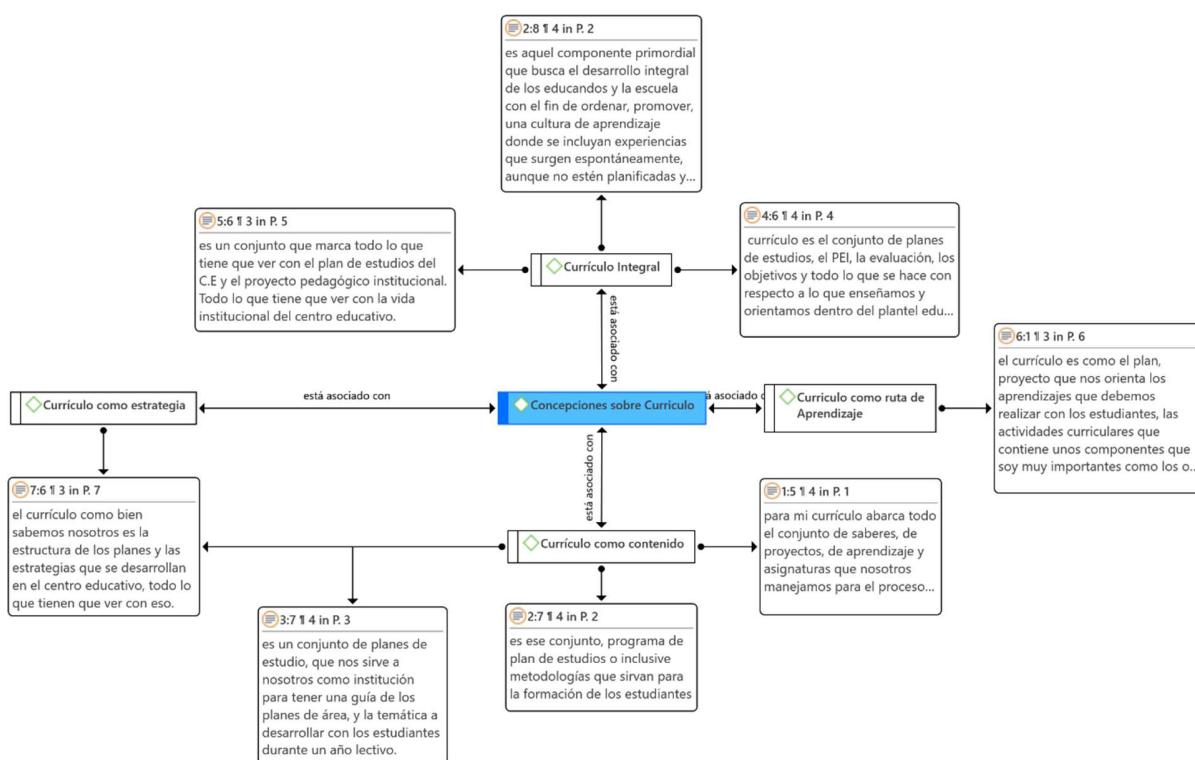 2:8 ¶ 4 in P. 2
es aquel componente primordial
que busca el desarrollo integral
de los educandos y la escuela
con el fin de ordenar, promover,
una cultura de aprendizaje
donde se incluyan experiencias
que surgen espontáneamente,
aunque no estén planificadas y...
5:6 ¶ 3 in P. 5
es un conjunto que marca todo lo que
tiene que ver con el plan de estudios del
C.E y el proyecto pedagógico institucional.
Todo lo que tiene que ver con la vida
institucional del centro educativo.
Currículo Integral
4:6 ¶ 4 in P. 4
currículo es el conjunto de planes
de estudios, el PEI, la evaluación, los
objetivos y todo lo que se hace con
respecto a lo que enseñamos y
orientamos dentro del plantel edu...
está asociado con
6:1 ¶ 3 in P. 6
el currículo es como el plan,
proyecto que nos orienta los
aprendizajes que debemos
realizar con los estudiantes, las
actividades curriculares que
contiene unos componentes que
soy muy importantes como los o...
Currículo como estrategia
está asociado con
Concepciones sobre Curriculo
está asociado c
Curriculo como ruta de
Aprendizaje
está asociado con
7:6 ¶ 3 in P. 7
el currículo como bien
sabemos nosotros es la
estructura de los planes y las
estrategias que se desarrollan
en el centro educativo, todo lo
que tienen que ver con eso.
Currículo como contenido
1:5 ¶ 4 in P. 1
para mi currículo abarca todo
el conjunto de saberes, de
proyectos, de aprendizaje y
asignaturas que nosotros
manejamos para el proceso...
3:7 ¶ 4 in P. 3
es un conjunto de planes de
estudio, que nos sirve a
nosotros como institución
para tener una guía de los
planes de área, y la temática a
desarrollar con los estudiantes
durante un año lectivo.
2:7 ¶ 4 in P. 2
es ese conjunto, programa de
plan de estudios o inclusive
metodologías que sirvan para
la formación de los estudiantes